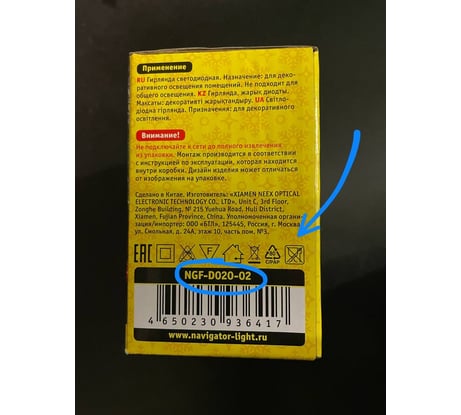 Применение
RU Гирлянда светодиодная. Назначение: для деко-
ративного освещения помещений. Не подходит для
общего освещения. KZ Гирлянда, жарық диодты.
Мақсаты: декоративті жарықтандыру. UA Світло-
діодна гірлянда. Призначення: для декоративного
освітлення.
Внимание!
Не подключайте к сети до полного извлечения
из упаковки. Монтаж производится в соответствии
с инструкцией по эксплуатации, которая находится
внутри коробки. Дизайн изделия может отличаться
от изображения на упаковке.
Сделано в Китае. Изготовитель: «XIAMEN NEEX OPTICAL
ELECTRONIC TECHNOLOGY CO., LTD», Unit C, 3rd Floor,
Zonghe Building, № 215 Yuehua Road, Huli District,
Xiamen, Fujian Province, China. Уполномоченная органи-
зация/импортер: ООО «БТЛ», 125445, Россия, г. Москва,
ул. Смольная, д. 24А, этаж 10, часть пом. №3.
EAC F C/PAP
NGF-D020-02
4 650230 936417
www.navigator-light.ru